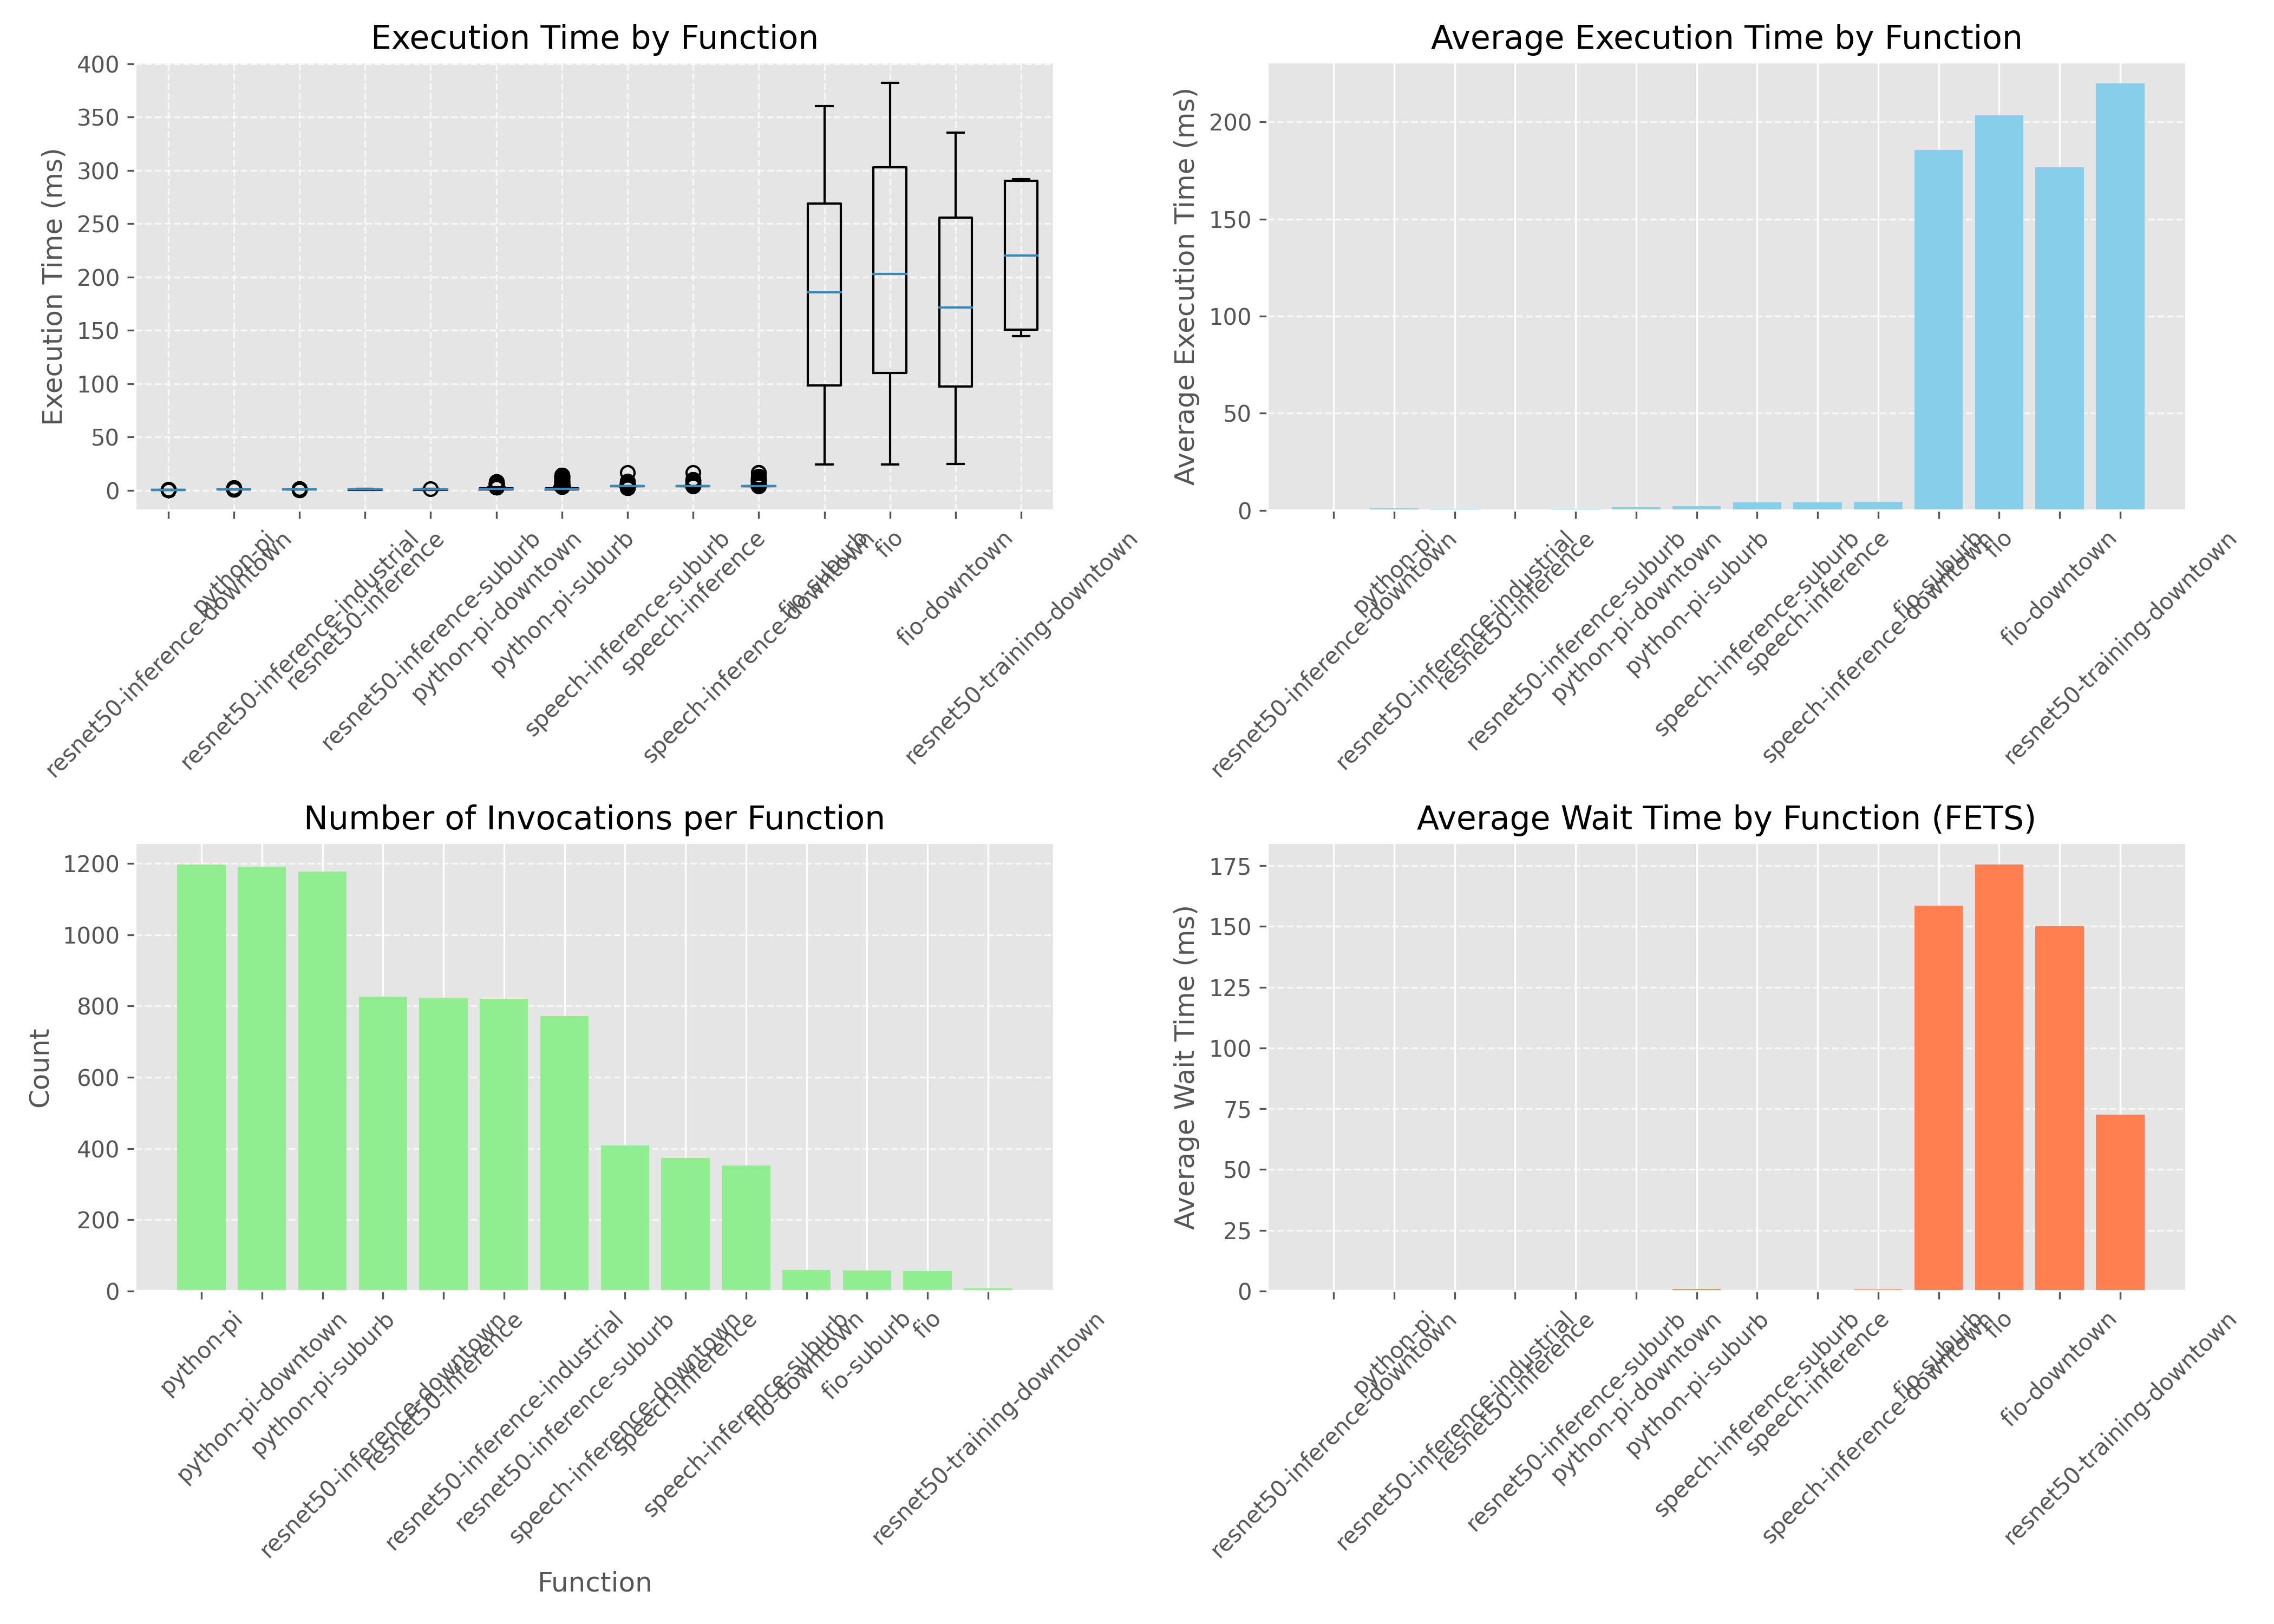 Execution Time by Function
Execution Time (ms)
400
350
300
250
200
150
100
50
0
resnet50-inference-downtown
python-pi
resnet50-inference-industrial
resnet50-inference
resnet50-inference-suburb
python-pi-downtown
python-pi-suburb
speech-inference-suburb
speech-inference
speech-inference-downtown
fio-suburb
fio
fio-downtown
resnet50-training-downtown
Average Execution Time by Function
Average Execution Time (ms)
200
150
100
50
0
resnet50-inference-downtown
python-pi
resnet50-inference-industrial
resnet50-inference
resnet50-inference-suburb
python-pi-downtown
python-pi-suburb
speech-inference-suburb
speech-inference
speech-inference-downtown
fio-suburb
fio
fio-downtown
resnet50-training-downtown
Number of Invocations per Function
Count
1200
1000
800
600
400
200
0
python-pi
python-pi-downtown
python-pi-suburb
resnet50-inference-downtown
resnet50-inference
resnet50-inference-industrial
resnet50-inference-suburb
speech-inference-downtown
speech-inference
speech-inference-suburb
fio-downtown
fio-suburb
fio
resnet50-training-downtown
Function
Average Wait Time by Function (FETS)
Average Wait Time (ms)
175
150
125
100
75
50
25
0
resnet50-inference-downtown
python-pi
resnet50-inference-industrial
resnet50-inference
resnet50-inference-suburb
python-pi-downtown
python-pi-suburb
speech-inference-suburb
speech-inference
speech-inference-downtown
fio-suburb
fio
fio-downtown
resnet50-training-downtown